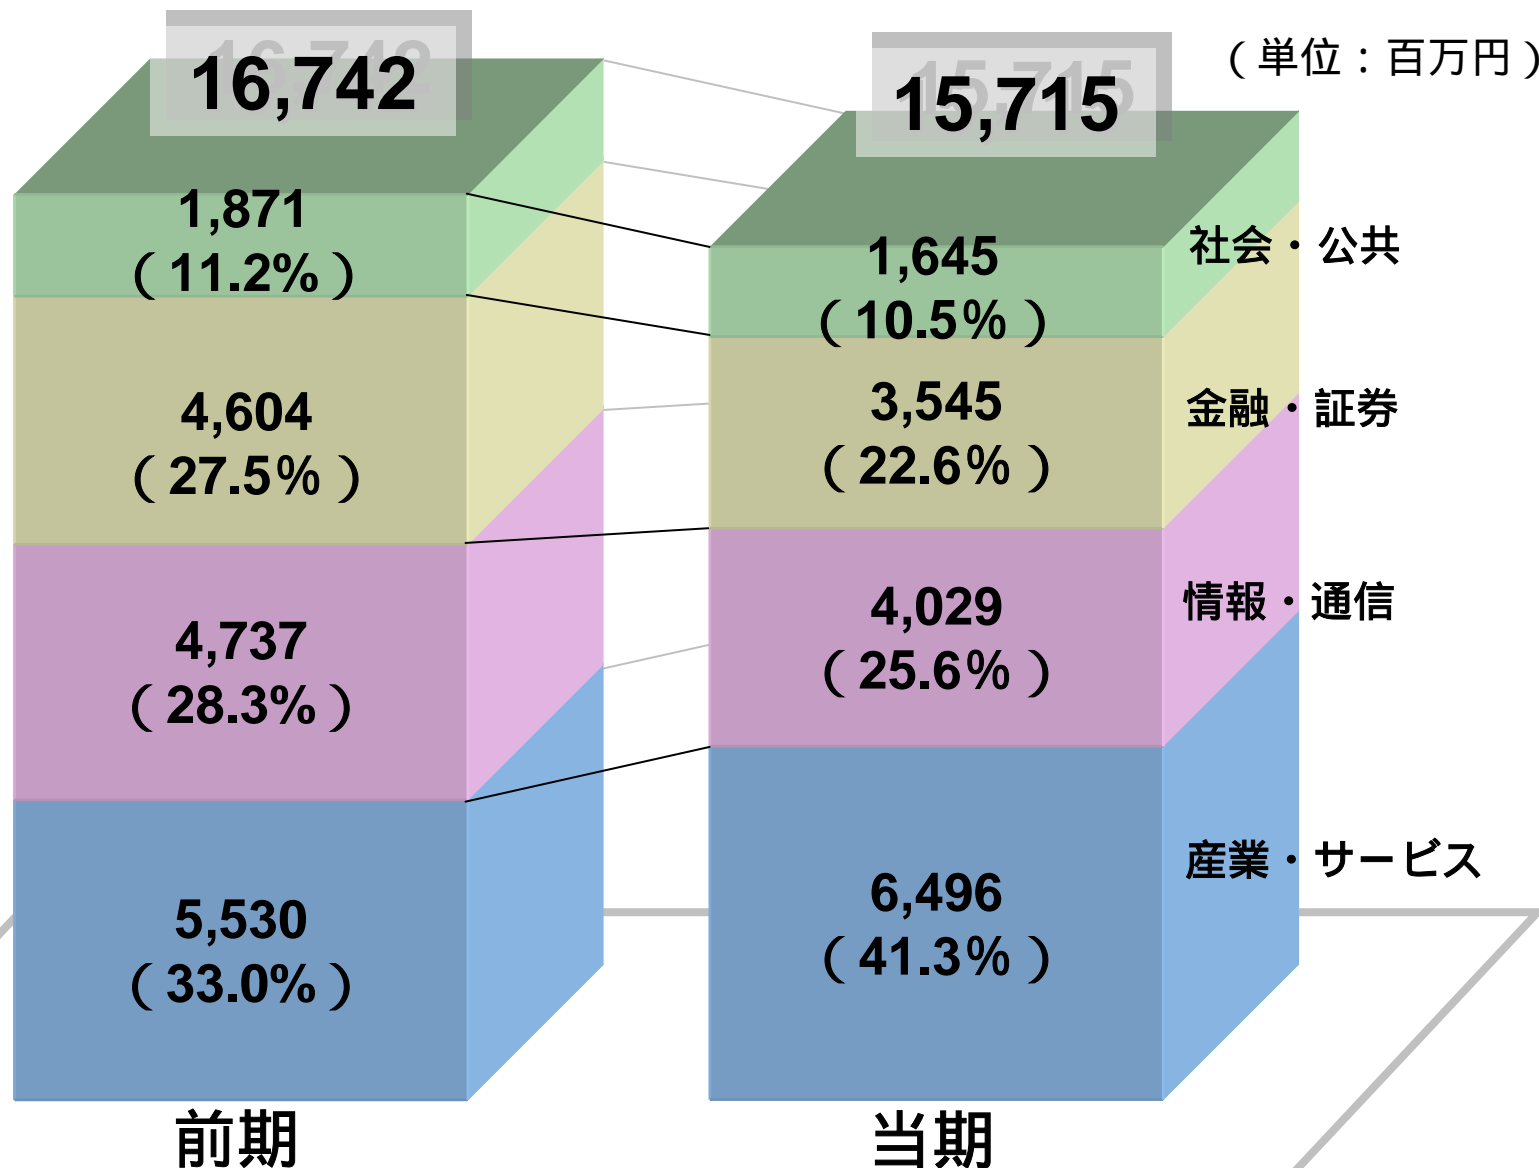 (単位：百万円)
16,742
15,715
1,871
(11.2%)
4,604
(27.5%)
4,737
(28.3%)
5,530
(33.0%)
前期
1,645
(10.5%)
3,545
(22.6%)
4,029
(25.6%)
6,496
(41.3%)
当期
社会・公共
金融・証券
情報・通信
産業・サービス